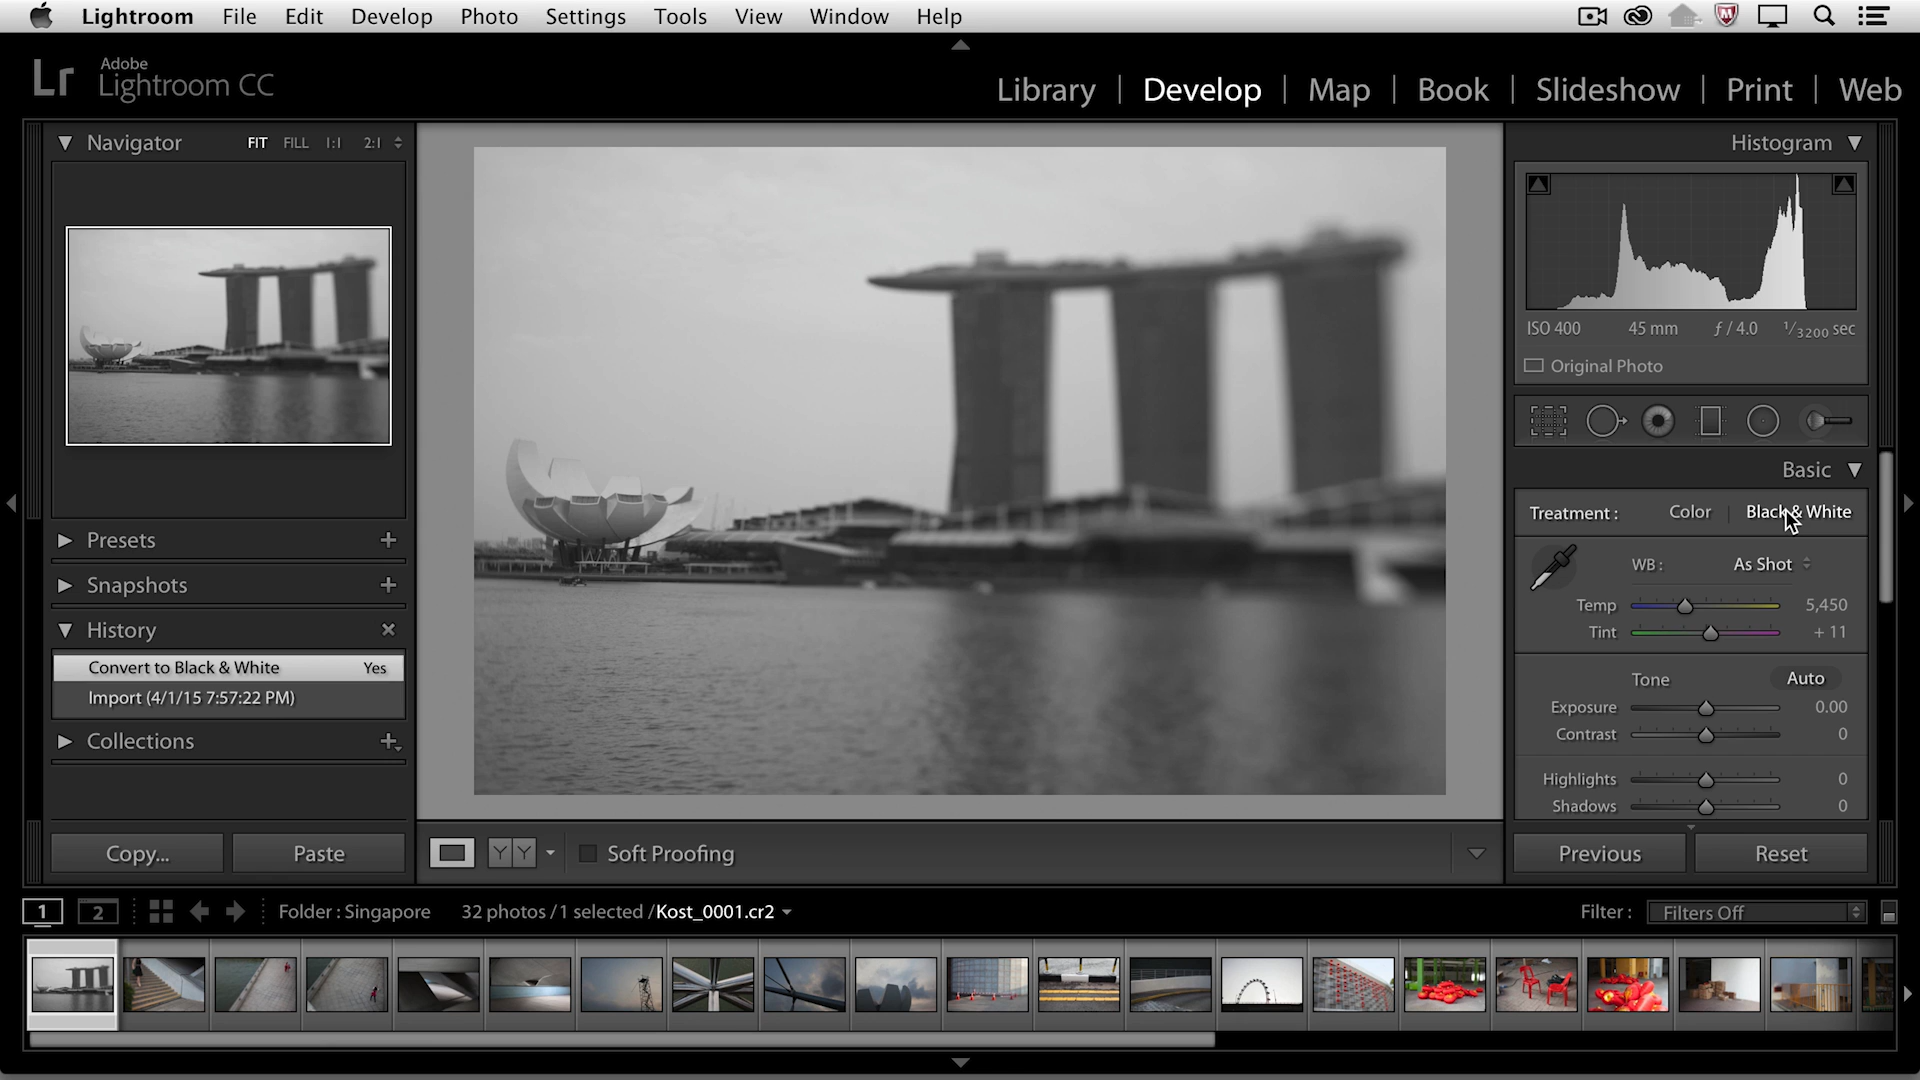 Lightroom File Edit Develop Photo Settings Tools View Window Help
Lr Adobe Lightroom CC
Library | Develop | Map | Book | Slideshow | Print | Web
Navigator FIT FILL 1:1 2:1
Histogram
ISO 400 45 mm ƒ / 4.0 1/3200 sec
Original Photo
Basic
Treatment : Color Black & White
WB : As Shot
Temp 5,450
Tint + 11
Tone Auto
Exposure 0.00
Contrast 0
Highlights 0
Shadows 0
Presets
Snapshots
History
Convert to Black & White Yes
Import (4/1/15 7:57:22 PM)
Collections
Copy... Paste
Y Y Soft Proofing
Previous Reset
1 2 Folder : Singapore 32 photos / 1 selected / Kost_0001.cr2
Filter : Filters Off